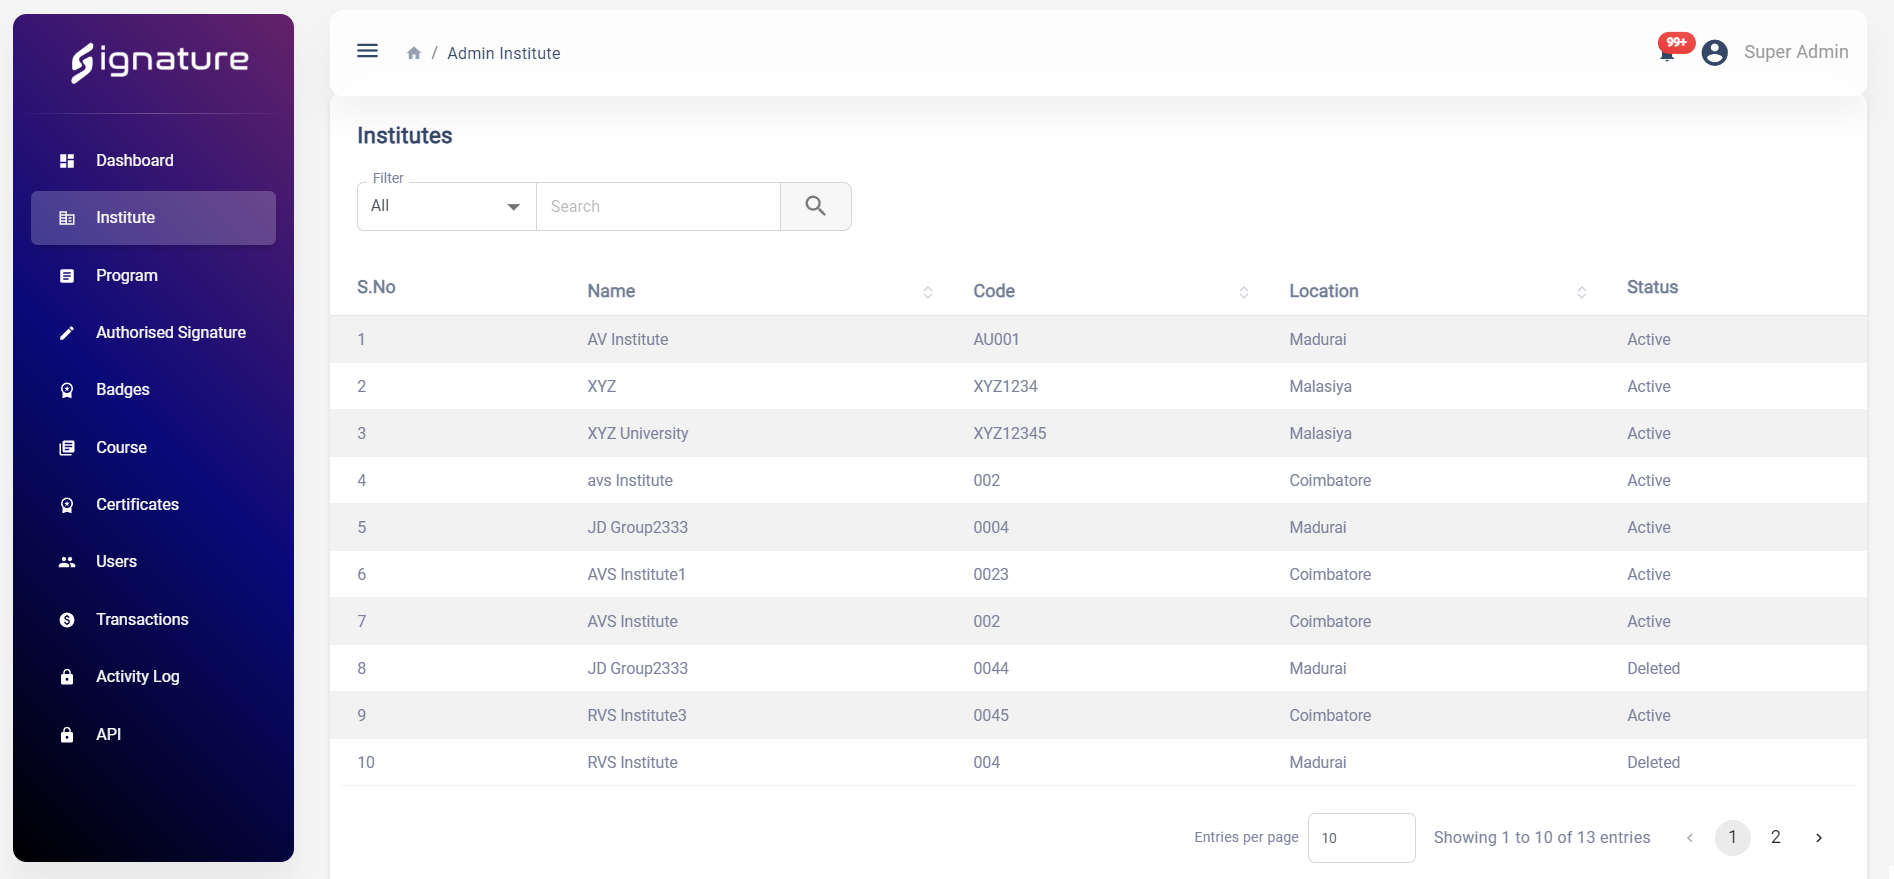 Signature
Dashboard
Institute
Program
Authorised Signature
Badges
Course
Certificates
Users
Transactions
Activity Log
API
/ Admin Institute
99+
Super Admin
Institutes
Filter
All
Search
S.No Name Code Location Status
1 AV Institute AU001 Madurai Active
2 XYZ XYZ1234 Malasiya Active
3 XYZ University XYZ12345 Malasiya Active
4 avs Institute 002 Coimbatore Active
5 JD Group2333 0004 Madurai Active
6 AVS Institute1 0023 Coimbatore Active
7 AVS Institute 002 Coimbatore Active
8 JD Group2333 0044 Madurai Deleted
9 RVS Institute3 0045 Coimbatore Active
10 RVS Institute 004 Madurai Deleted
Entries per page 10 Showing 1 to 10 of 13 entries ‹ 1 2 ›